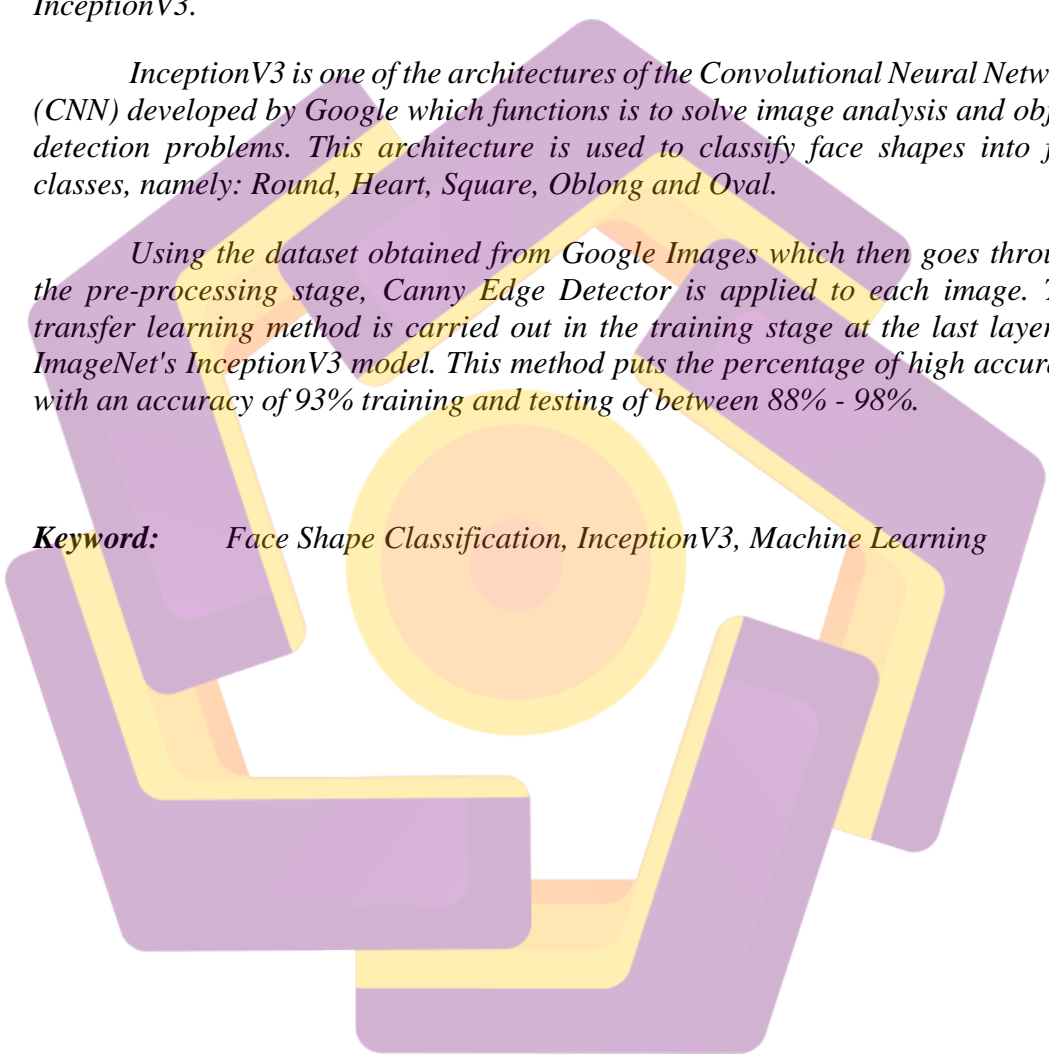 InceptionV3.
InceptionV3 is one of the architectures of the Convolutional Neural Netw
(CNN) developed by Google which functions is to solve image analysis and obj
detection problems. This architecture is used to classify face shapes into f
classes, namely: Round, Heart, Square, Oblong and Oval.
Using the dataset obtained from Google Images which then goes throu
the pre-processing stage, Canny Edge Detector is applied to each image. T
transfer learning method is carried out in the training stage at the last layer
ImageNet's InceptionV3 model. This method puts the percentage of high accura
with an accuracy of 93% training and testing of between 88% - 98%.
Keyword: Face Shape Classification, InceptionV3, Machine Learning